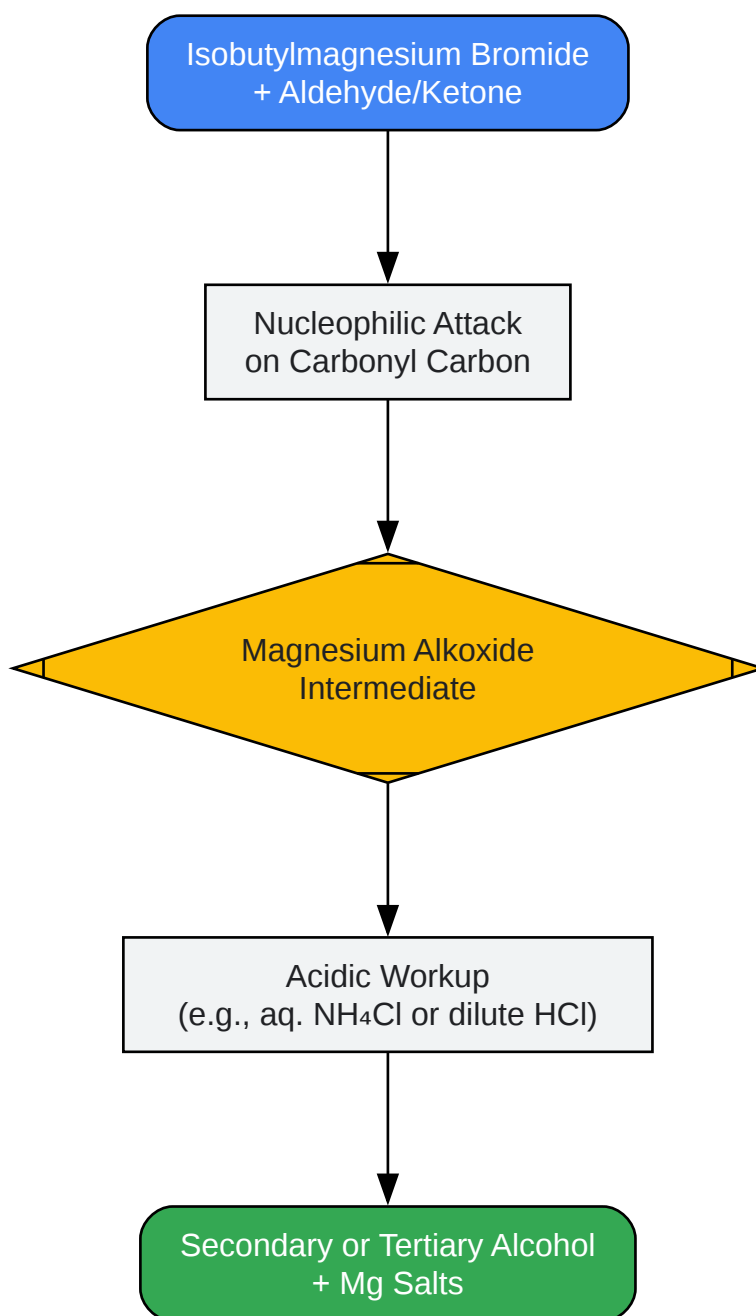 Isobutylmagnesium Bromide
+ Aldehyde/Ketone
Nucleophilic Attack
on Carbonyl Carbon
Magnesium Alkoxide
Intermediate
Acidic Workup
(e.g., aq. NH₄Cl or dilute HCl)
Secondary or Tertiary Alcohol
+ Mg Salts